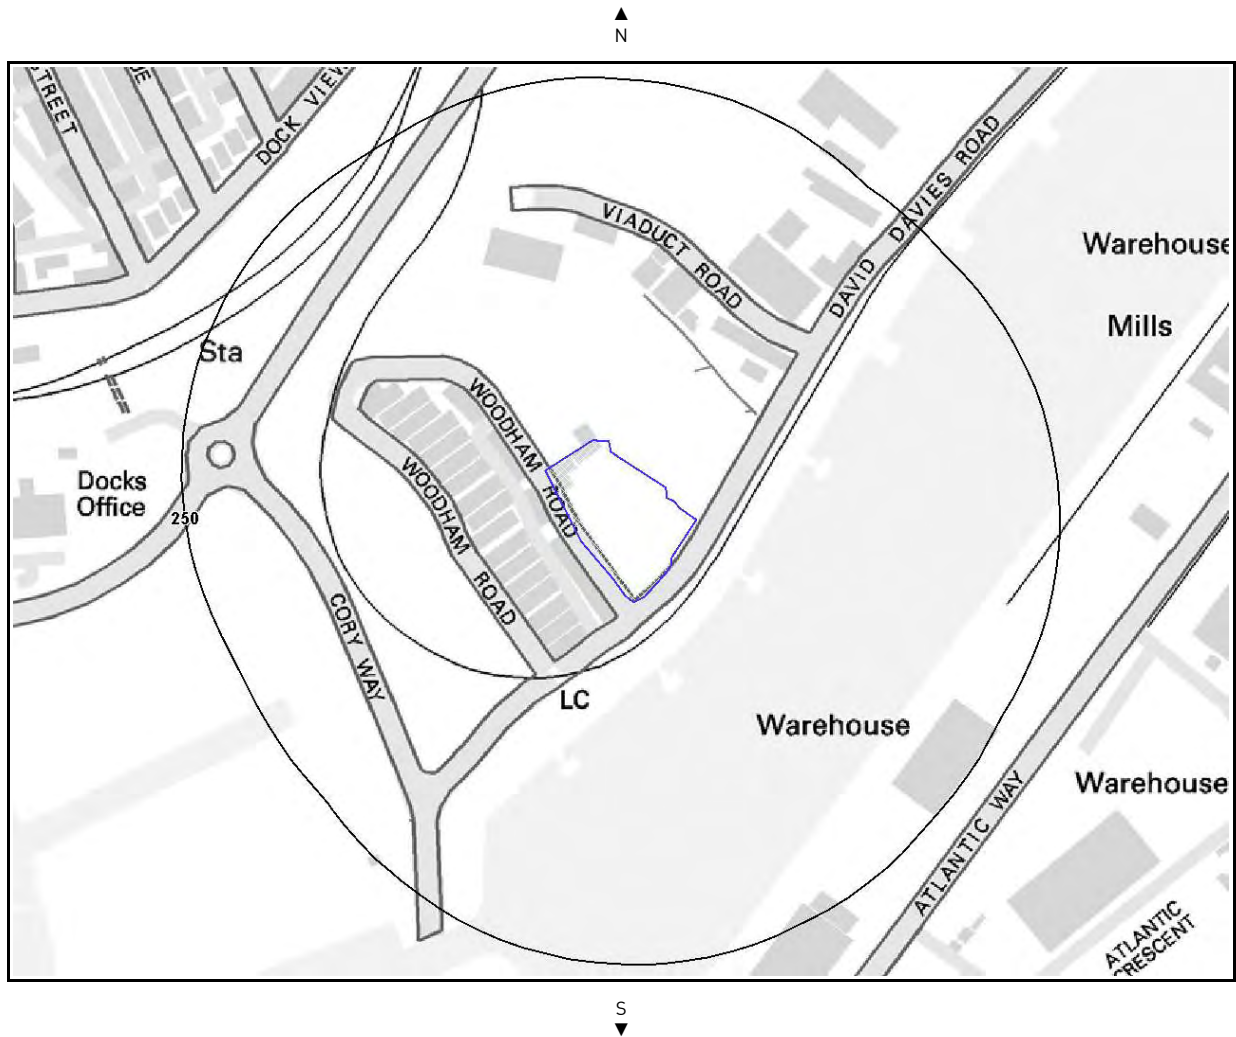 ▲
N
STREET
DOCK VIEW
VIADUCT ROAD
DAVID DAVIES ROAD
Warehouse
Mills
Sta
WOODHAM ROAD
WOODHAM ROAD
Docks
Office
250
CORY WAY
LC
Warehouse
Warehouse
ATLANTIC WAY
ATLANTIC
CRESCENT
S
▼